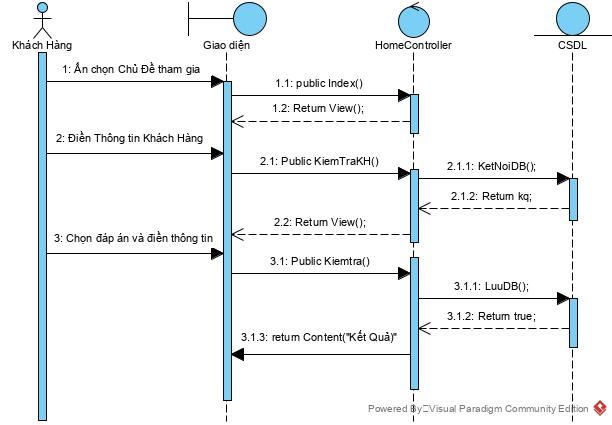 Khách Hàng
Giao diện
HomeController
CSDL
1: Ấn chọn Chủ Đề tham gia
1.1: public Index()
1.2: Return View();
2: Điền Thông tin Khách Hàng
2.1: Public KiemTraKH()
2.1.1: KetNoiDB();
2.1.2: Return kq;
2.2: Return View();
3: Chọn đáp án và điền thông tin
3.1: Public Kiemtra()
3.1.1: LuuDB();
3.1.2: Return true;
3.1.3: return Content("Kết Quả)"
Powered By Visual Paradigm Community Edition